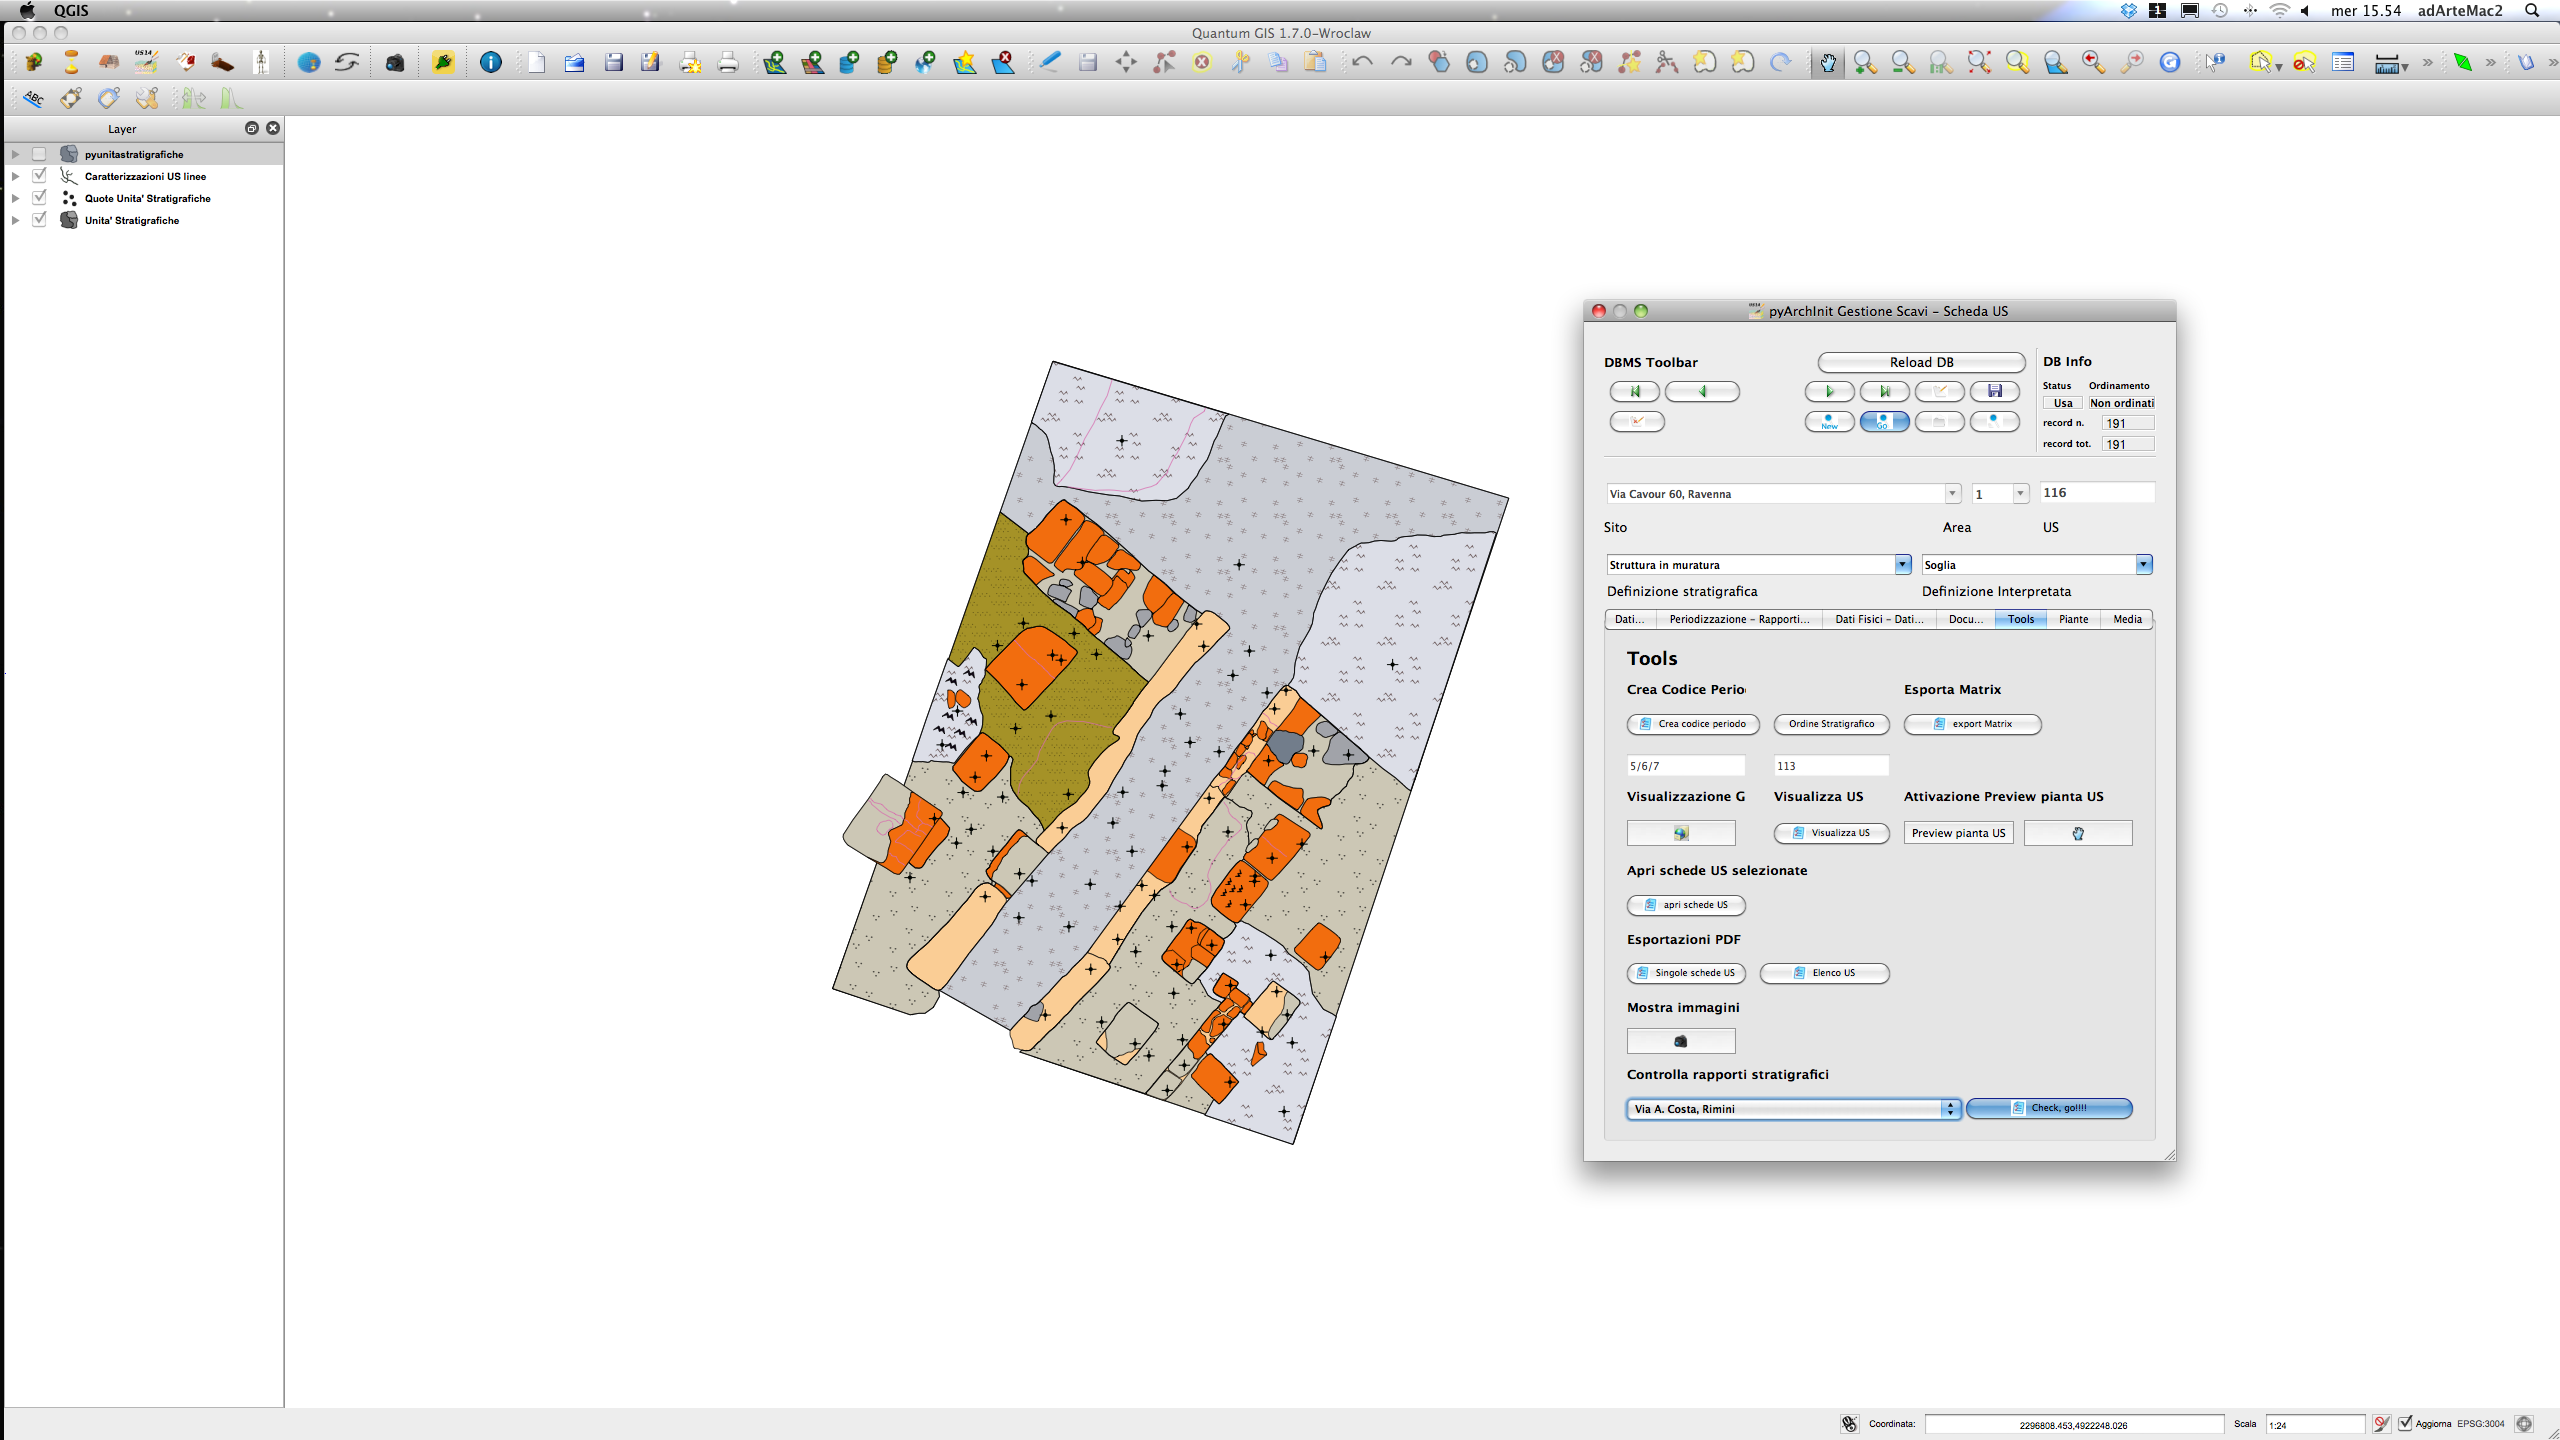 QGIS
1
mer 15.54 adArteMac2
Quantum GIS 1.7.0-Wroclaw
US14
ABC
Layer
pyunitastratigrafiche
Caratterizzazioni US linee
Quote Unita' Stratigrafiche
Unita' Stratigrafiche
pyArchInit Gestione Scavi - Scheda US
DBMS Toolbar
Reload DB
DB Info
Status Ordinamento
Usa Non ordinati
New
Go
record n. 191
record tot. 191
Via Cavour 60, Ravenna 1 116
Sito Area US
Struttura in muratura Soglia
Definizione stratigrafica Definizione Interpretata
Dati... Periodizzazione - Rapporti... Dati Fisici - Dati... Docu... Tools Piante Media
Tools
Crea Codice Perio Esporta Matrix
Crea codice periodo Ordine Stratigrafico export Matrix
5/6/7 113
Visualizzazione G Visualizza US Attivazione Preview pianta US
Visualizza US Preview pianta US
Apri schede US selezionate
apri schede US
Esportazioni PDF
Singole schede US Elenco US
Mostra immagini
Controlla rapporti stratigrafici
Via A. Costa, Rimini Check, go!!!!
Coordinata: 2296808.453,4922248.026 Scala 1:24 Aggiorna EPSG:3004